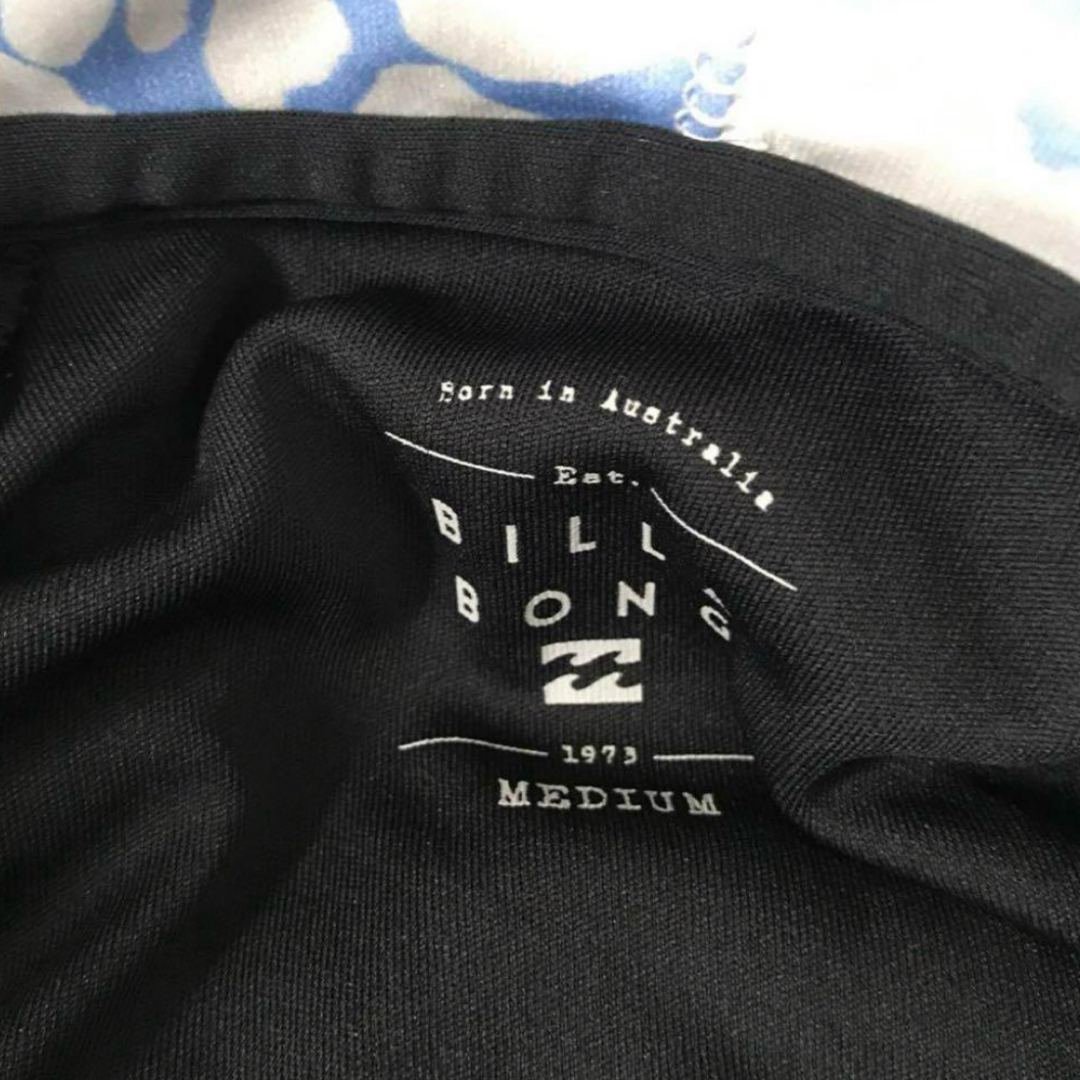 Born in Australia
Est.
BILL
BONG
1973
MEDIUM